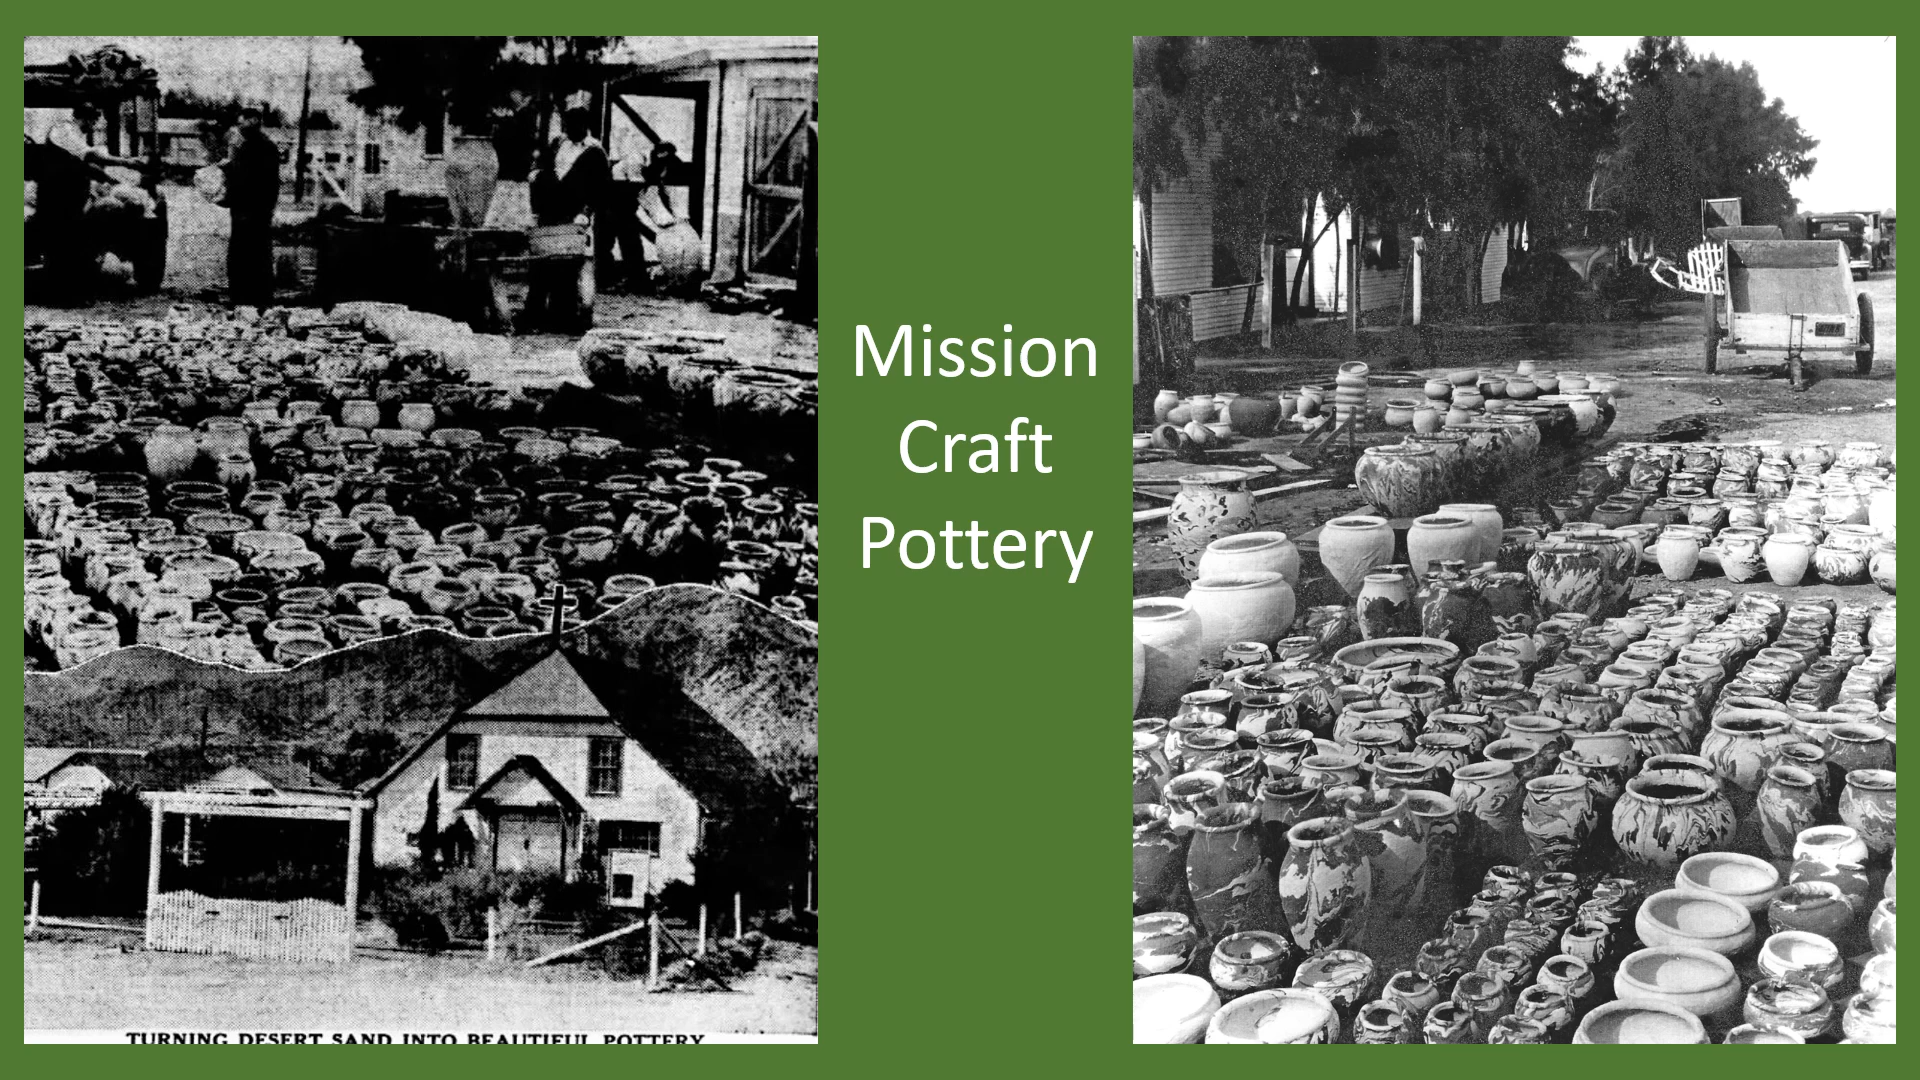 Mission
Craft
Pottery
TURNING DESERT SAND INTO BEAUTIFUL POTTERY